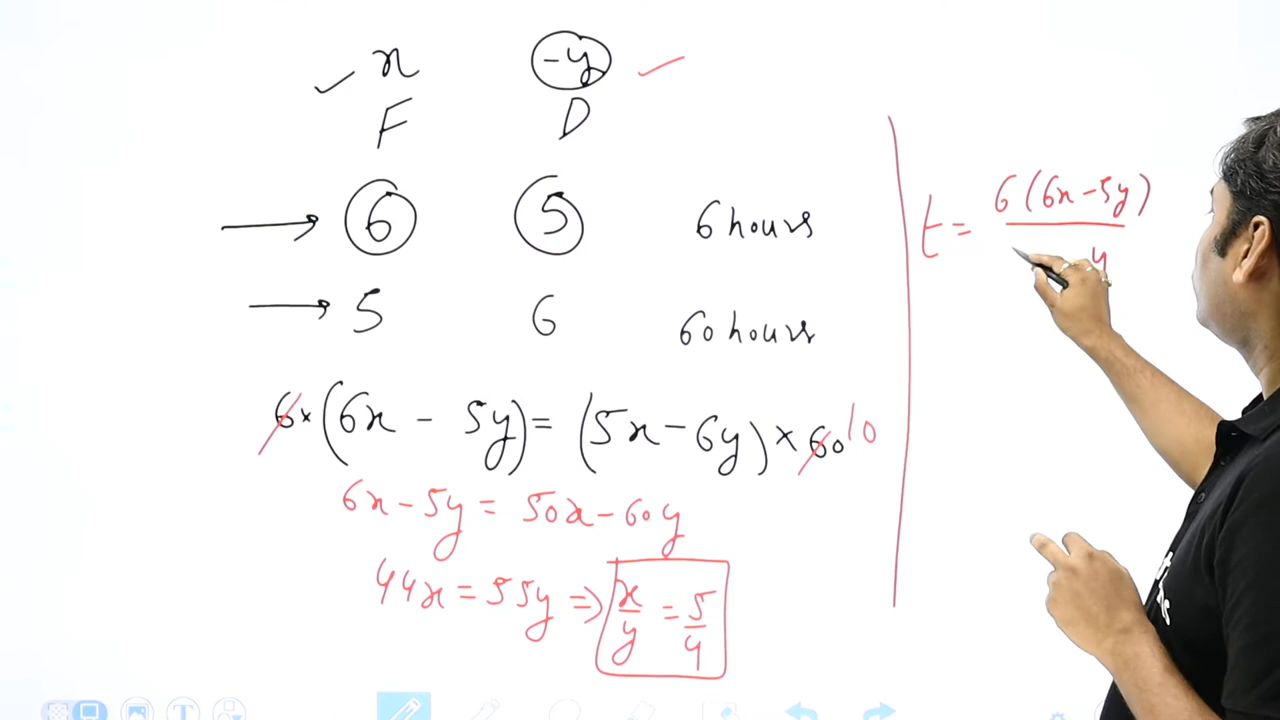 x -y
F D
6 5 6 hours
5 6 60 hours
6×(6x - 5y) = (5x - 6y) × 60 10
6x - 5y = 50x - 60y
44x = 55y ⇒ x/y = 5/4
t = 6(6x - 5y)
y